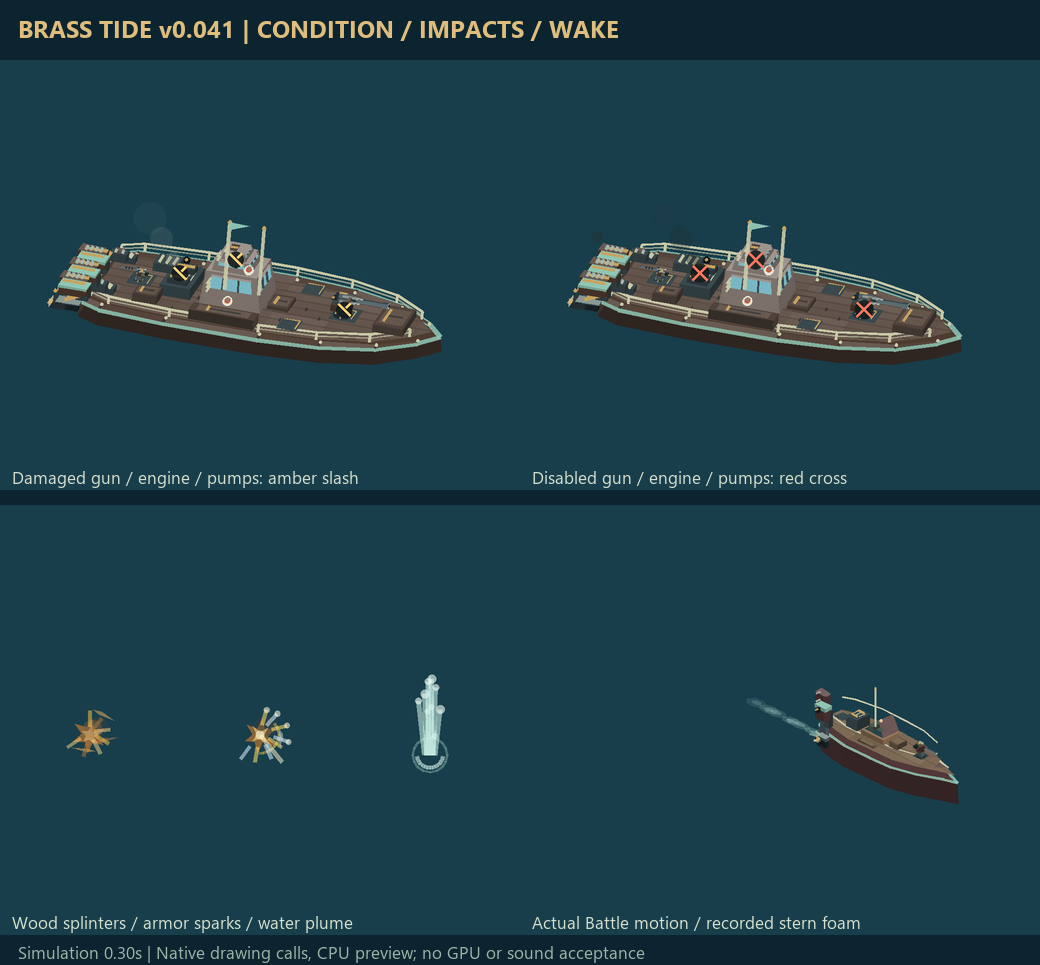 BRASS TIDE v0.041 | CONDITION / IMPACTS / WAKE
Damaged gun / engine / pumps: amber slash
Disabled gun / engine / pumps: red cross
Wood splinters / armor sparks / water plume
Actual Battle motion / recorded stern foam
Simulation 0.30s | Native drawing calls, CPU preview; no GPU or sound acceptance